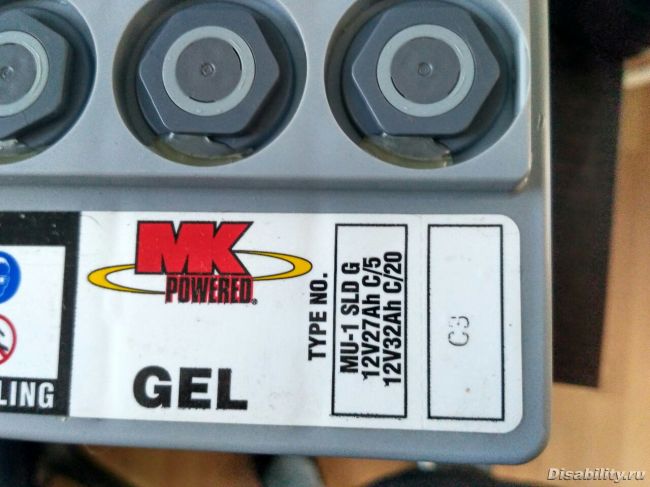 MK
POWERED®
GEL
TYPE NO.
MU-1 SLD G
12V27Ah C/5
12V32Ah C/20
C3
LING
Disability.ru